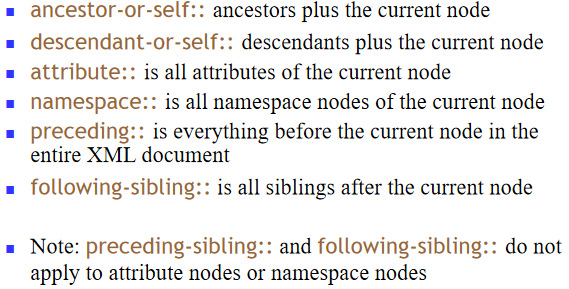 ancestor-or-self:: ancestors plus the current node
descendant-or-self:: descendants plus the current node
attribute:: is all attributes of the current node
namespace:: is all namespace nodes of the current node
preceding:: is everything before the current node in the
entire XML document
following-sibling:: is all siblings after the current node
Note: preceding-sibling:: and following-sibling:: do not
apply to attribute nodes or namespace nodes